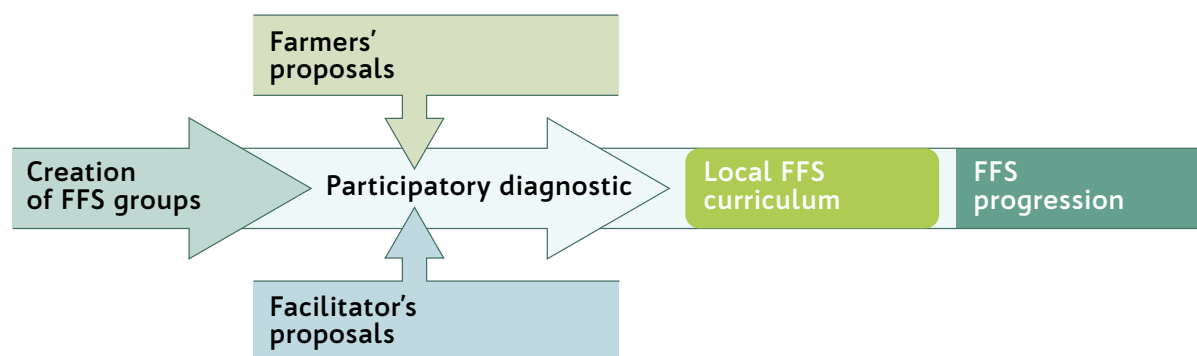 Farmers'
proposals
Creation
of FFS groups
Participatory diagnostic
Local FFS
curriculum
FFS
progression
Facilitator's
proposals